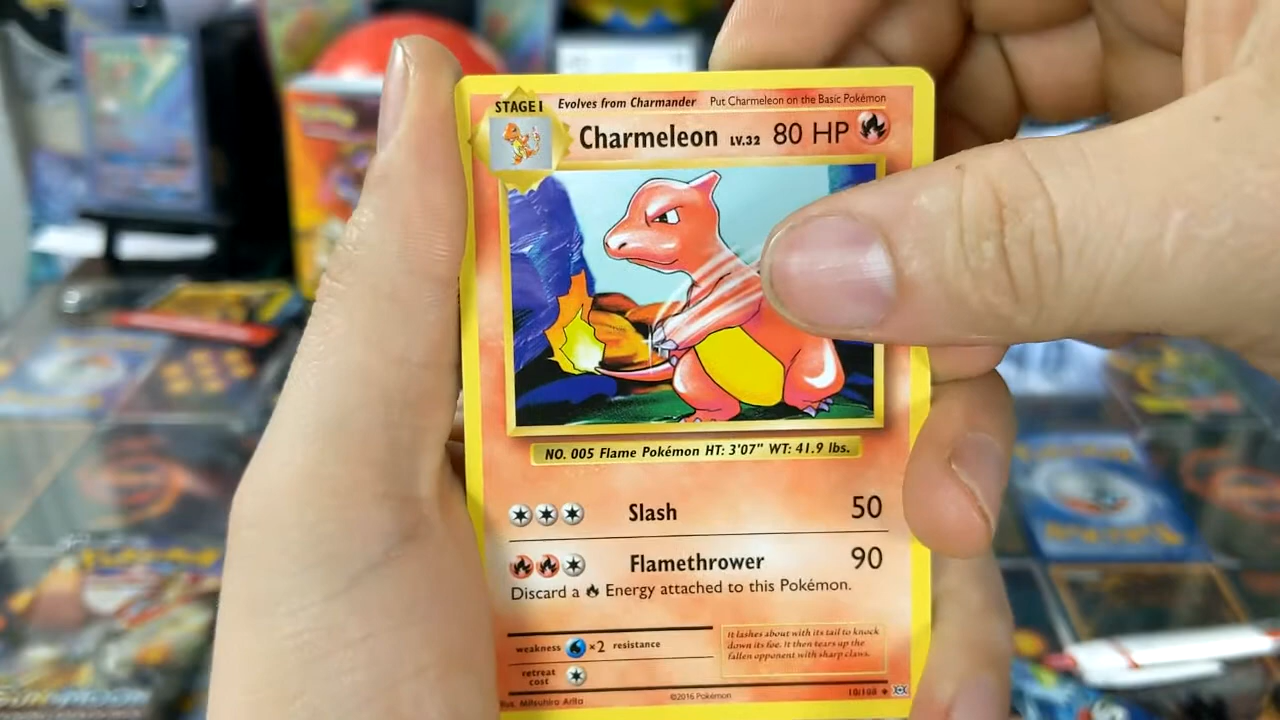 STAGE 1 Evolves from Charmander Put Charmeleon on the Basic Pokémon
Charmeleon LV.32 80 HP
NO. 005 Flame Pokémon HT: 3'07" WT: 41.9 lbs.
Slash 50
Flamethrower 90
Discard a Energy attached to this Pokémon.
weakness ×2 resistance
retreat
cost
It lashes about with its tail to knock
down its foe. It then tears up the
fallen opponent with sharp claws.
Illus. Mitsuhiro Arita ©2016 Pokémon 10/108
SUN & MOON